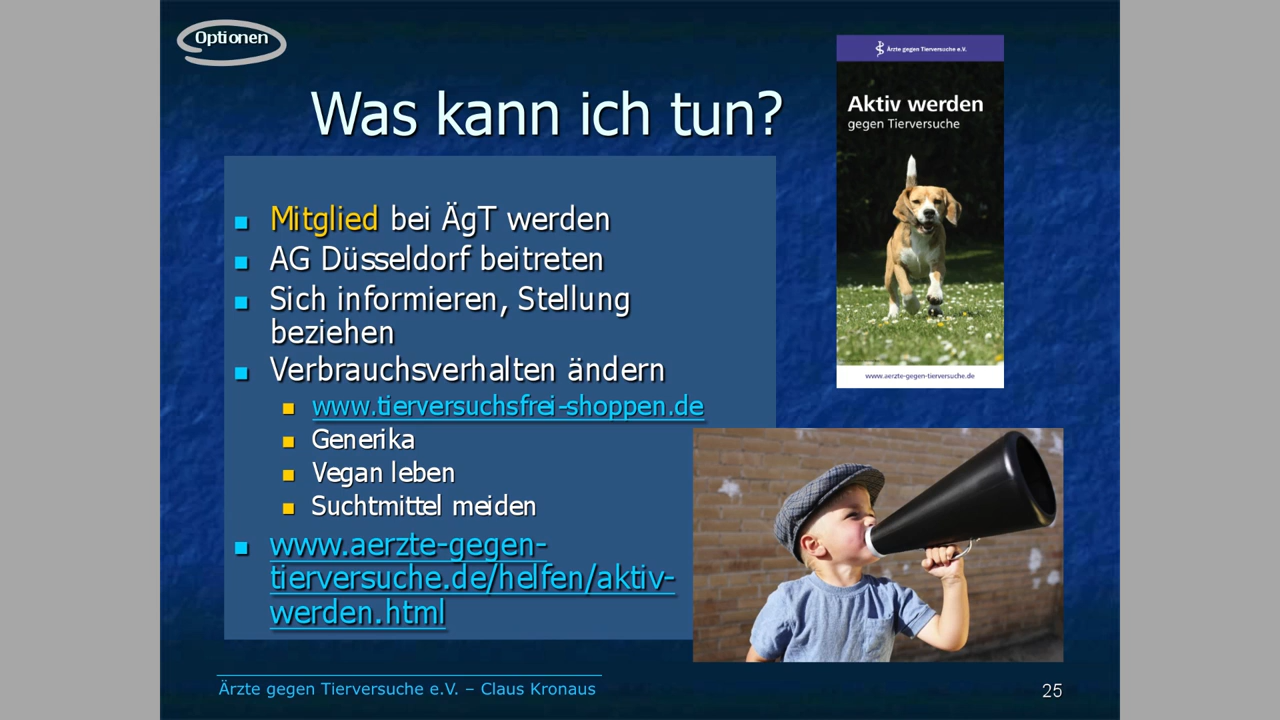 Optionen
Ärzte gegen Tierversuche e.V.
Aktiv werden
gegen Tierversuche
www.aerzte-gegen-tierversuche.de
Was kann ich tun?
Mitglied bei ÄgT werden
AG Düsseldorf beitreten
Sich informieren, Stellung
beziehen
Verbrauchsverhalten ändern
www.tierversuchsfrei-shoppen.de
Generika
Vegan leben
Suchtmittel meiden
www.aerzte-gegen-
tierversuche.de/helfen/aktiv-
werden.html
Ärzte gegen Tierversuche e.V. – Claus Kronaus
25